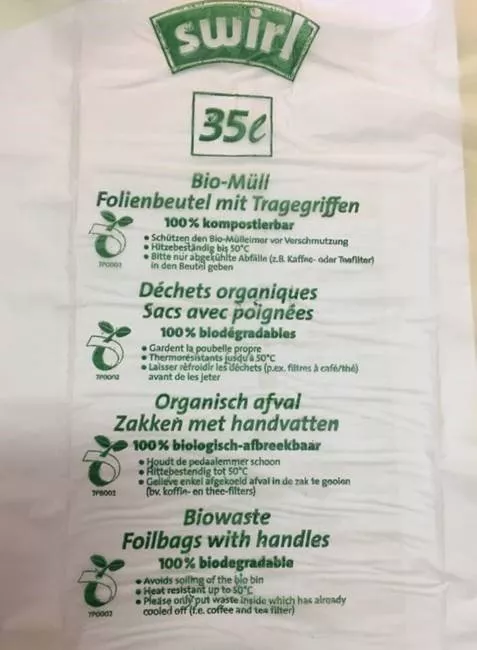 swirl
35ℓ
Bio-Müll
Folienbeutel mit Tragegriffen
100% kompostierbar
• Schützen den Bio-Mülleimer vor Verschmutzung
• Hitzebeständig bis 50°C
• Bitte nur abgekühlte Abfälle (z.B. Kaffee- oder Teefilter)
in den Beutel geben
7P0002
Déchets organiques
Sacs avec poignées
100% biodégradables
• Gardent la poubelle propre
• Thermorésistants jusqu'à 50°C
• Laisser réfroidir les déchets (p.ex. filtres à café/thé)
avant de les jeter
7P0002
Organisch afval
Zakken met handvatten
100% biologisch-afbreekbaar
• Houdt de pedaalemmer schoon
• Hittebestendig tot 50°C
• Gelieve enkel afgekoeld afval in de zak te gooien
(bv. koffie- en thee-filters)
7P0002
Biowaste
Foilbags with handles
100% biodegradable
• Avoids soiling of the bio bin
• Heat resistant up to 50°C
• Please only put waste inside which has already
cooled off (f.e. coffee and tea filter)
7P0002